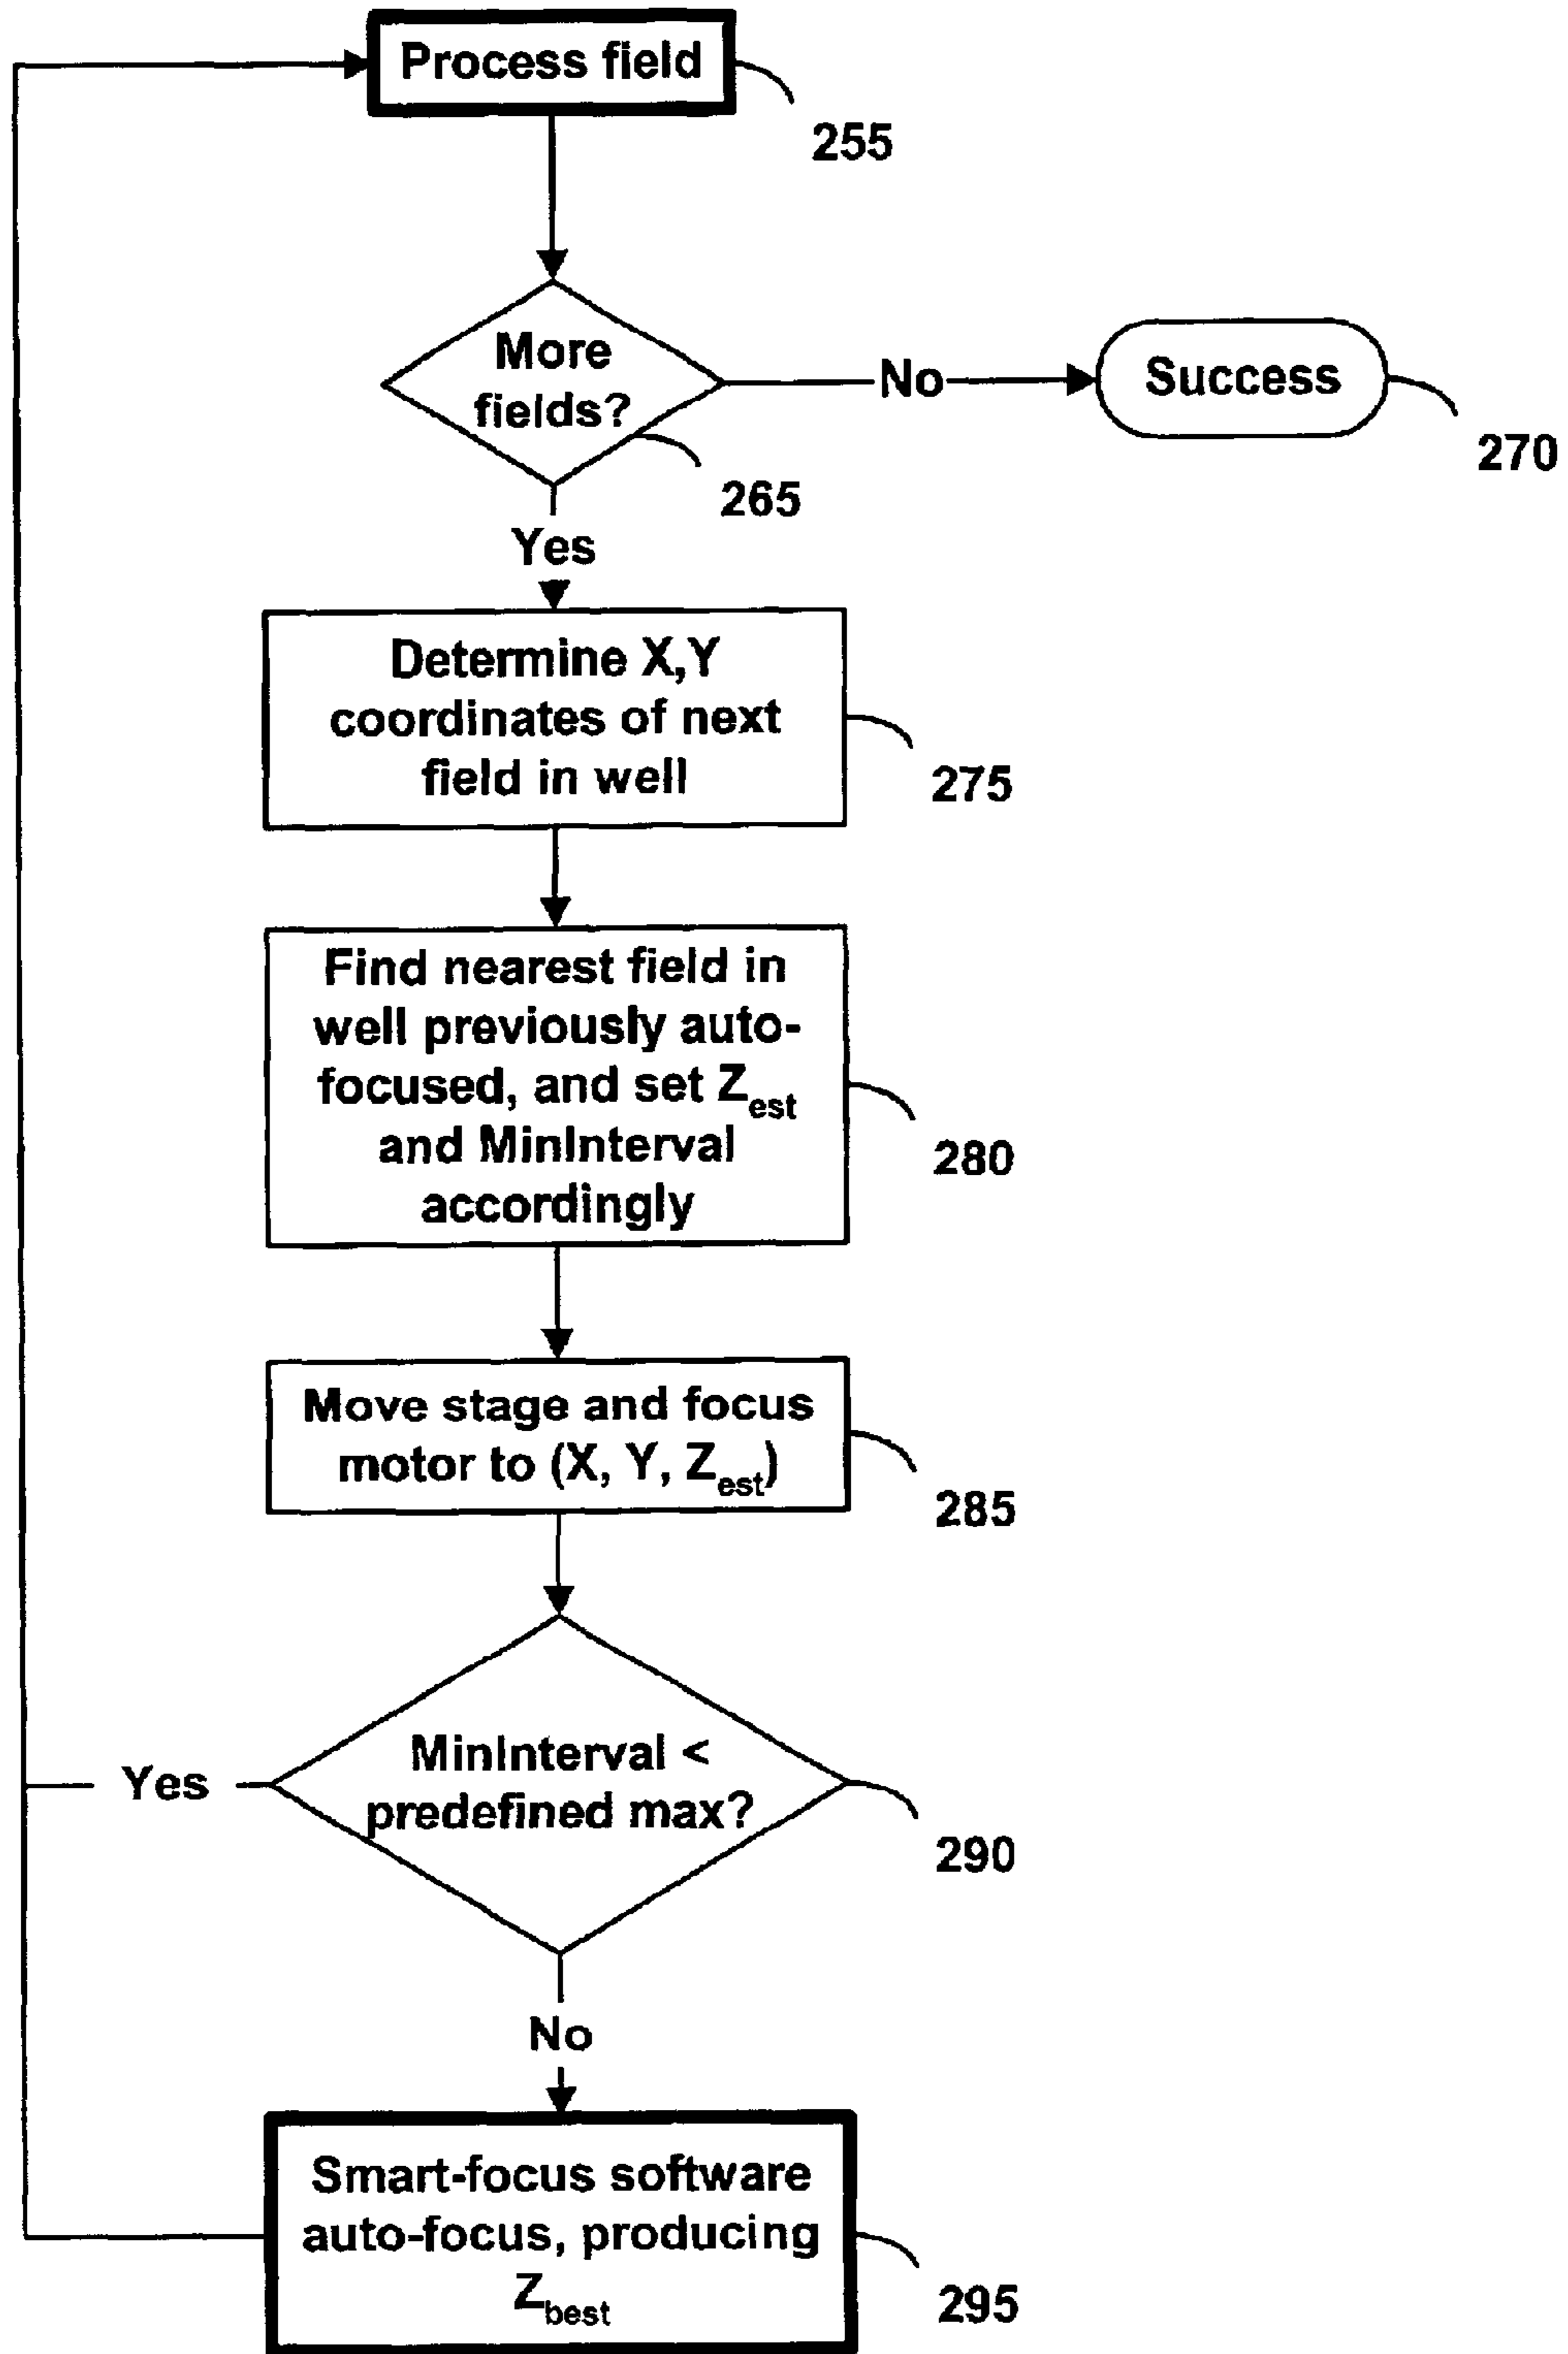 Process field
255
More
fields?
No
Success
270
265
Yes
Determine X,Y
coordinates of next
field in well
275
Find nearest field in
well previously auto-
focused, and set Zest
and MinInterval
accordingly
280
Move stage and focus
motor to (X, Y, Zest)
285
MinInterval <
predefined max?
Yes
290
No
Smart-focus software
auto-focus, producing
Zbest
295